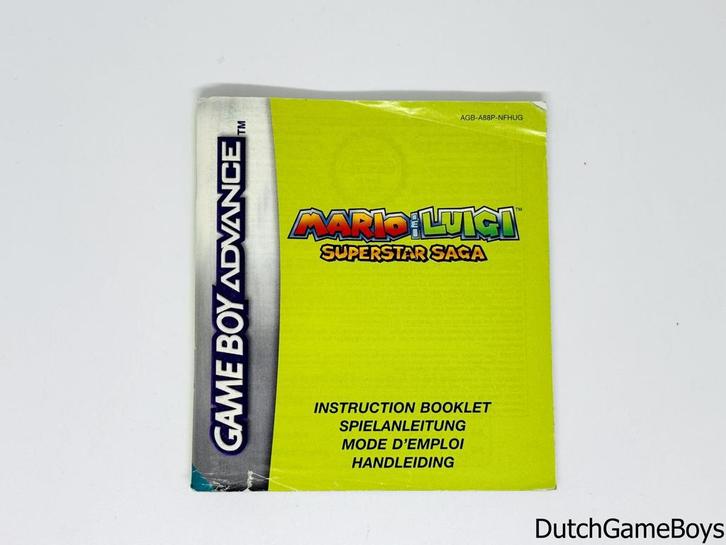 AGB-A88P-NFHUG
GAME BOY ADVANCE™
MARIO & LUIGI™
SUPERSTAR SAGA
INSTRUCTION BOOKLET
SPIELANLEITUNG
MODE D'EMPLOI
HANDLEIDING
DutchGameBoys